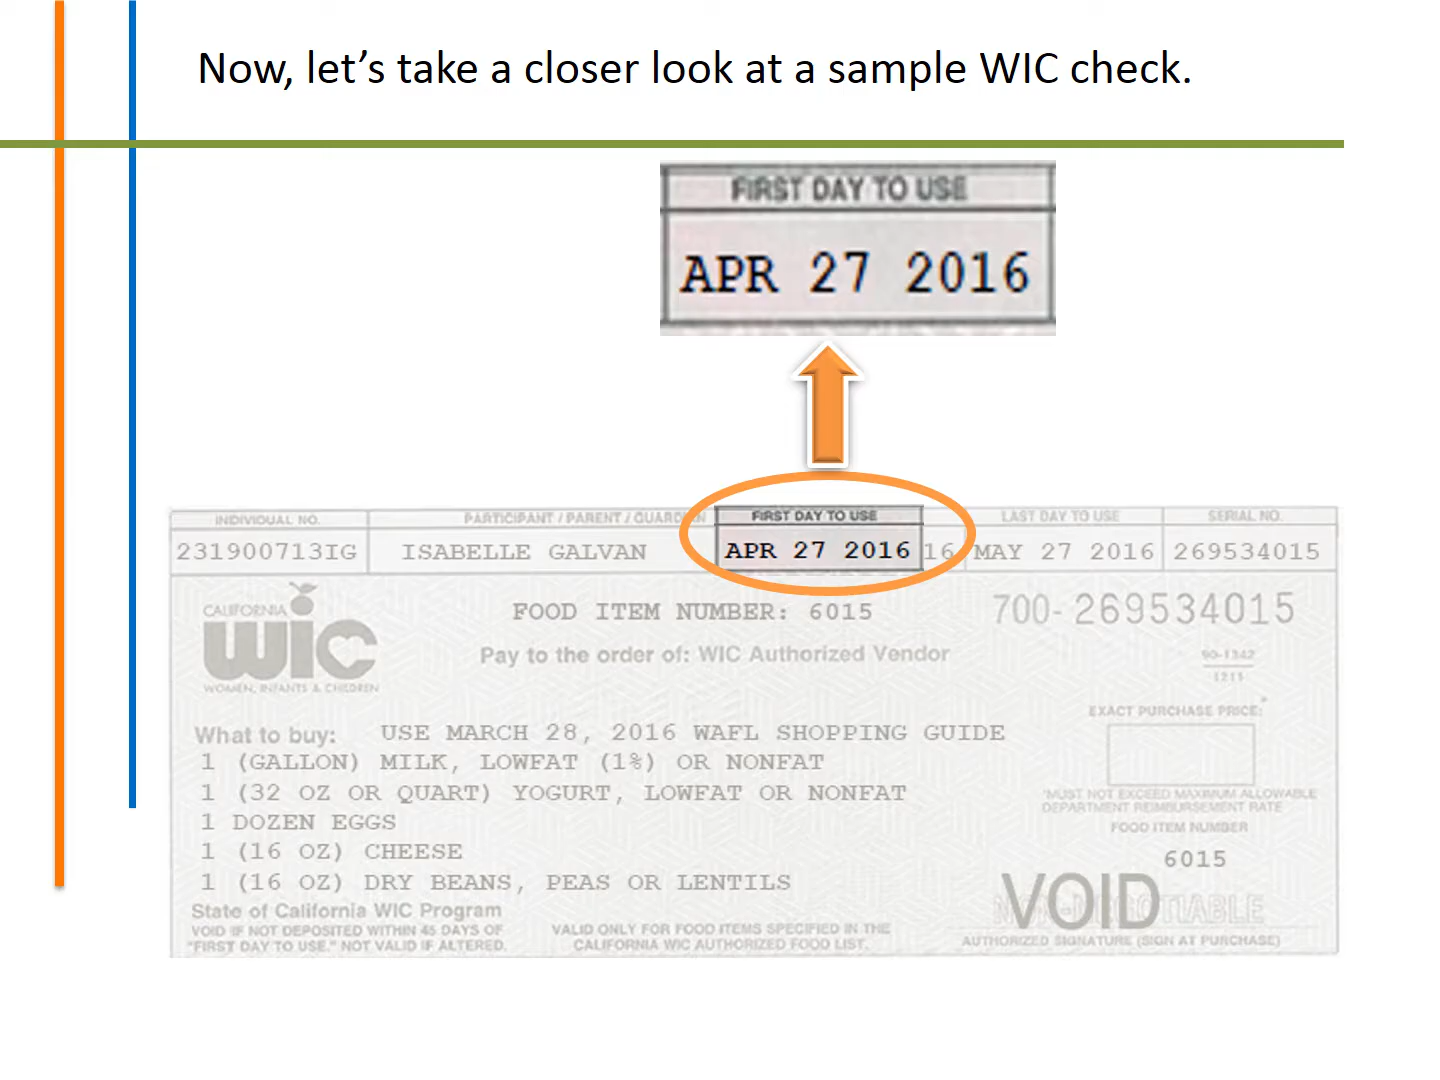 Now, let’s take a closer look at a sample WIC check.
FIRST DAY TO USE
APR 27 2016
INDIVIDUAL NO. PARTICIPANT / PARENT / GUARDIAN FIRST DAY TO USE LAST DAY TO USE SERIAL NO.
231900713IG ISABELLE GALVAN APR 27 2016 16 MAY 27 2016 269534015
CALIFORNIA
WIC
WOMEN, INFANTS & CHILDREN
FOOD ITEM NUMBER: 6015
700-269534015
Pay to the order of: WIC Authorized Vendor
90-1342
1211
EXACT PURCHASE PRICE:*
What to buy: USE MARCH 28, 2016 WAFL SHOPPING GUIDE
1 (GALLON) MILK, LOWFAT (1%) OR NONFAT
1 (32 OZ OR QUART) YOGURT, LOWFAT OR NONFAT
1 DOZEN EGGS
1 (16 OZ) CHEESE
1 (16 OZ) DRY BEANS, PEAS OR LENTILS
*MUST NOT EXCEED MAXIMUM ALLOWABLE
DEPARTMENT REIMBURSEMENT RATE
FOOD ITEM NUMBER
6015
VOID
State of California WIC Program
VOID IF NOT DEPOSITED WITHIN 45 DAYS OF
"FIRST DAY TO USE." NOT VALID IF ALTERED.
VALID ONLY FOR FOOD ITEMS SPECIFIED IN THE
CALIFORNIA WIC AUTHORIZED FOOD LIST.
AUTHORIZED SIGNATURE (SIGN AT PURCHASE)